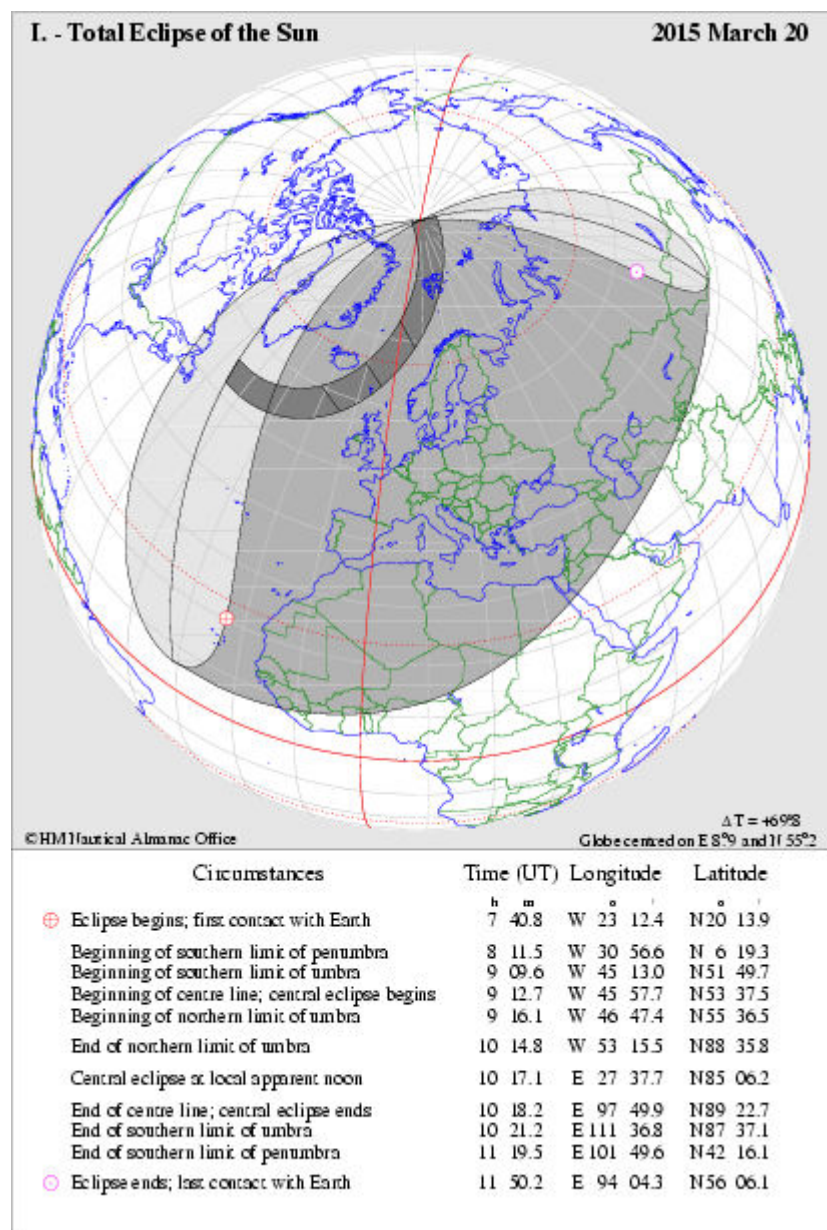 I. - Total Eclipse of the Sun 2015 March 20
ΔT = +69ˢ8
©HM Nautical Almanac Office Globe centred on E 8°9 and N 55°2
Circumstances Time (UT) Longitude Latitude
h m o ' o '
Eclipse begins; first contact with Earth 7 40.8 W 23 12.4 N 20 13.9
Beginning of southern limit of penumbra 8 11.5 W 30 56.6 N 6 19.3
Beginning of southern limit of umbra 9 09.6 W 45 13.0 N 51 49.7
Beginning of centre line; central eclipse begins 9 12.7 W 45 57.7 N 53 37.5
Beginning of northern limit of umbra 9 16.1 W 46 47.4 N 55 36.5
End of northern limit of umbra 10 14.8 W 53 15.5 N 88 35.8
Central eclipse at local apparent noon 10 17.1 E 27 37.7 N 85 06.2
End of centre line; central eclipse ends 10 18.2 E 97 49.9 N 89 22.7
End of southern limit of umbra 10 21.2 E 111 36.8 N 87 37.1
End of southern limit of penumbra 11 19.5 E 101 49.6 N 42 16.1
Eclipse ends; last contact with Earth 11 50.2 E 94 04.3 N 56 06.1